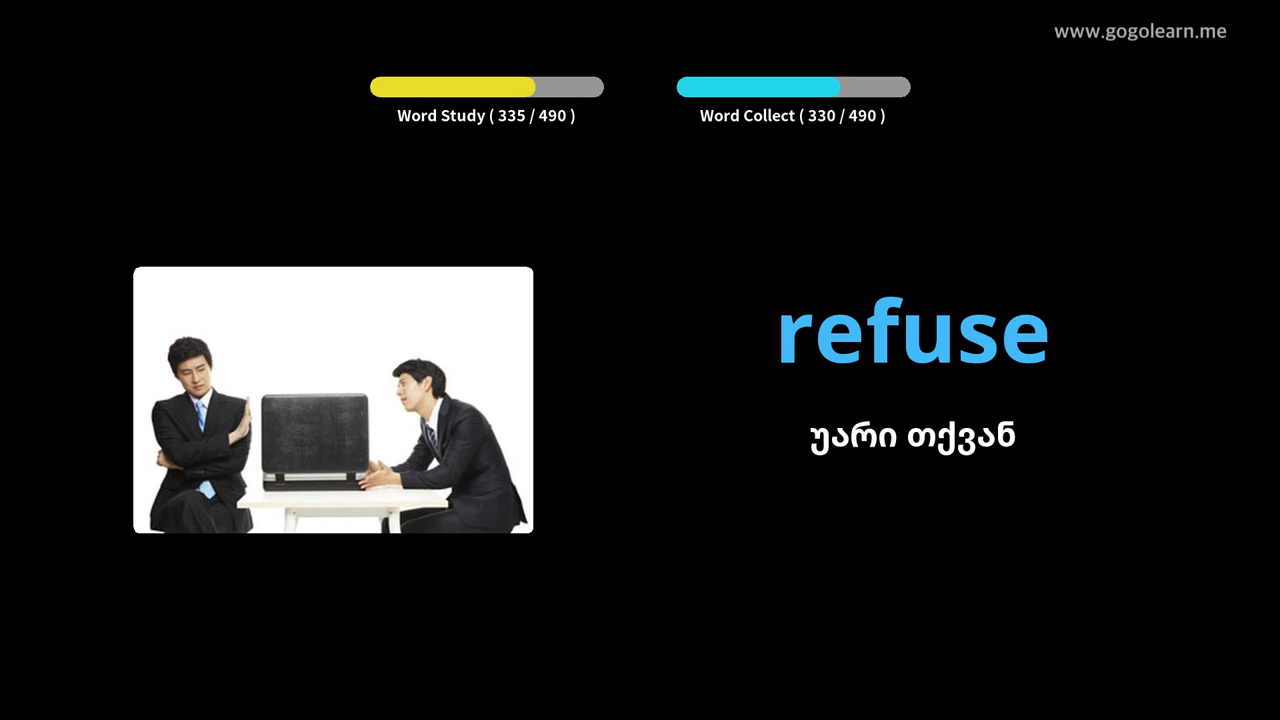 www.gogolearn.me
Word Study ( 335 / 490 )
Word Collect ( 330 / 490 )
refuse
უარი თქვან